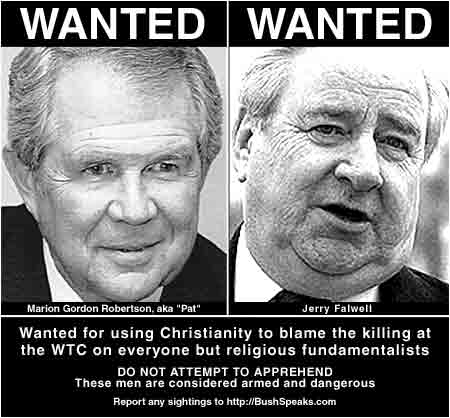 WANTED WANTED
Marion Gordon Robertson, aka "Pat"
Jerry Falwell
Wanted for using Christianity to blame the killing at
the WTC on everyone but religious fundamentalists
DO NOT ATTEMPT TO APPREHEND
These men are considered armed and dangerous
Report any sightings to http://BushSpeaks.com